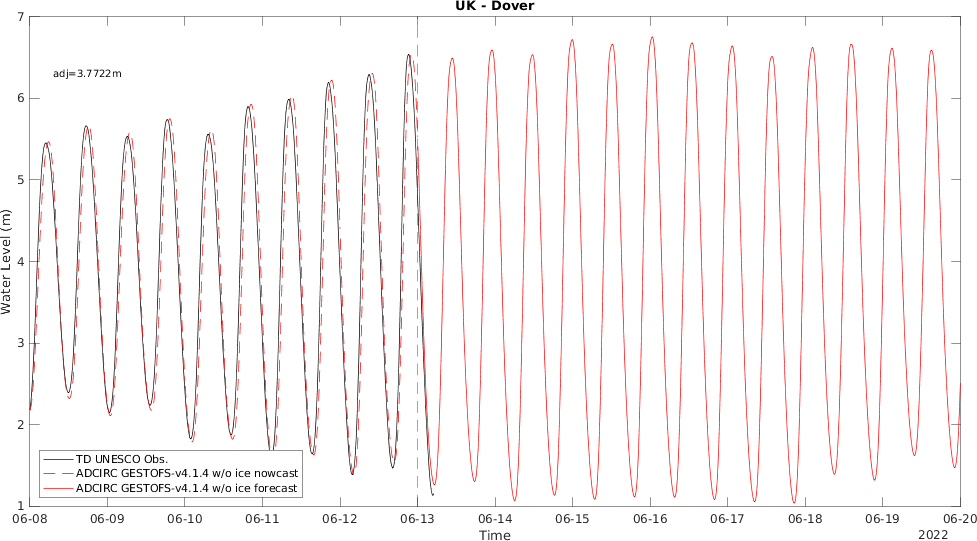 UK - Dover
adj=3.7722m
Water Level (m)
7
6
5
4
3
2
1
TD UNESCO Obs.
ADCIRC GESTOFS-v4.1.4 w/o ice nowcast
ADCIRC GESTOFS-v4.1.4 w/o ice forecast
06-08 06-09 06-10 06-11 06-12 06-13 06-14 06-15 06-16 06-17 06-18 06-19 06-20
Time
2022